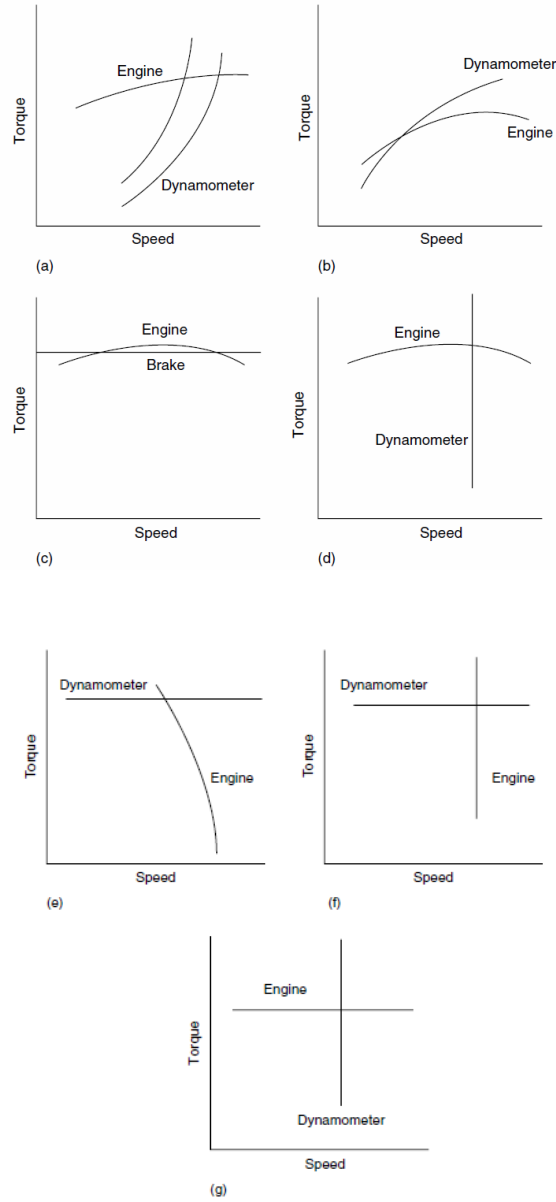 Torque
Engine
Dynamometer
Speed
(a)
Torque
Dynamometer
Engine
Speed
(b)
Torque
Engine
Brake
Speed
(c)
Torque
Engine
Dynamometer
Speed
(d)
Torque
Dynamometer
Engine
Speed
(e)
Torque
Dynamometer
Engine
Speed
(f)
Torque
Engine
Dynamometer
Speed
(g)